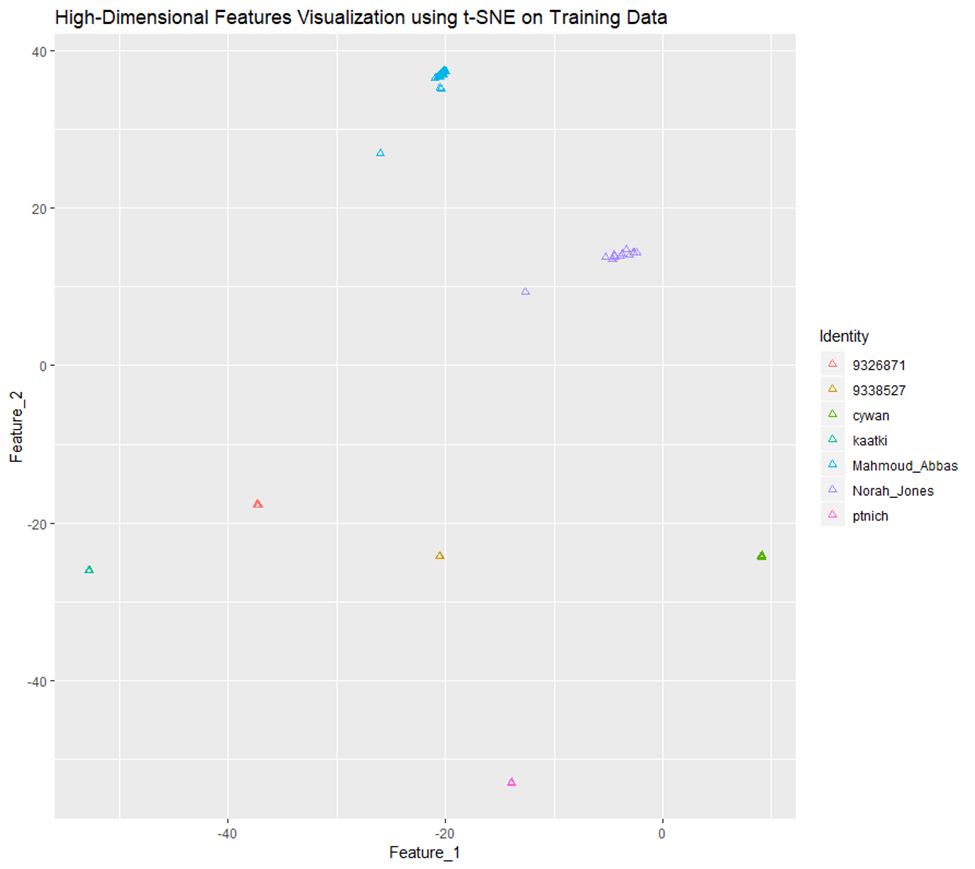 High-Dimensional Features Visualization using t-SNE on Training Data
40
20
0
-20
-40
Feature_2
-40
-20
0
Feature_1
Identity
9326871
9338527
cywan
kaatki
Mahmoud_Abbas
Norah_Jones
ptnich